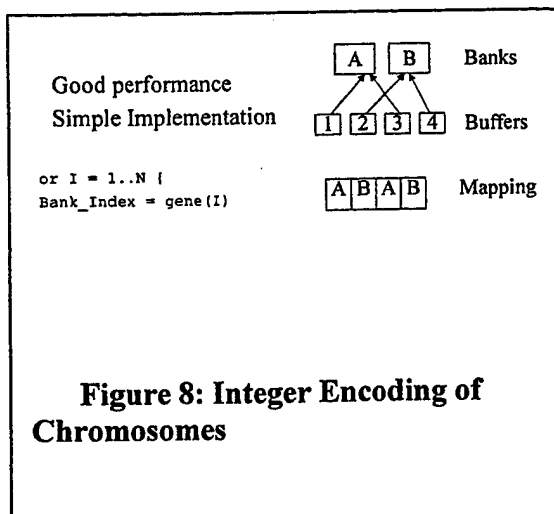 A B Banks
Good performance
Simple Implementation
1 2 3 4 Buffers
or I = 1..N {
Bank_Index = gene(I)
A B A B Mapping
Figure 8: Integer Encoding of
Chromosomes